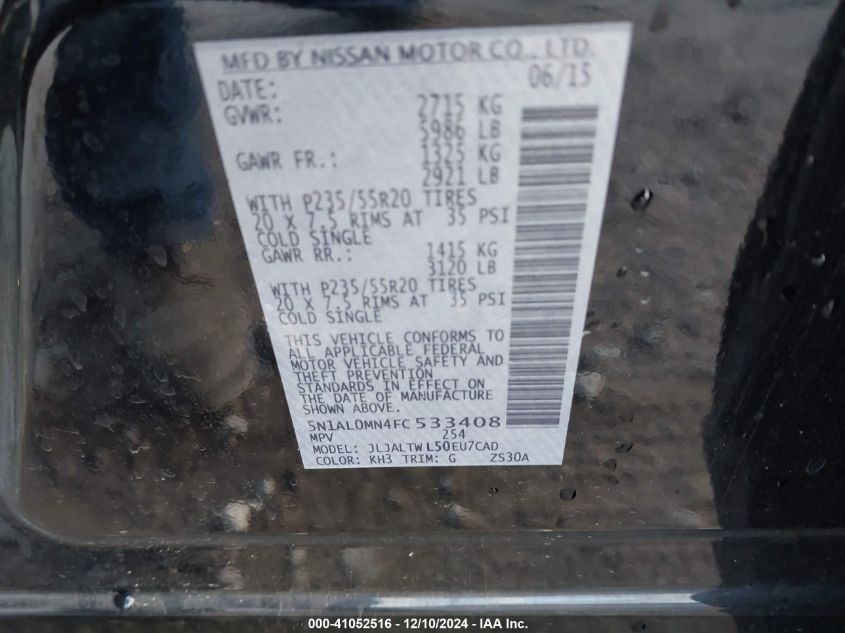 MFD BY NISSAN MOTOR CO., LTD.
DATE: 06/15
GVWR: 2715 KG
5986 LB
GAWR FR.: 1325 KG
2921 LB
WITH P235/55R20 TIRES
20 X 7.5 RIMS AT 35 PSI
COLD SINGLE
GAWR RR.: 1415 KG
3120 LB
WITH P235/55R20 TIRES
20 X 7.5 RIMS AT 35 PSI
COLD SINGLE
THIS VEHICLE CONFORMS TO
ALL APPLICABLE FEDERAL
MOTOR VEHICLE SAFETY AND
THEFT PREVENTION
STANDARDS IN EFFECT ON
THE DATE OF MANUFACTURE
SHOWN ABOVE.
5N1AL0MN4FC533408
MPV 254
MODEL: JLJALTWL50EU7CAD
COLOR: KH3 TRIM: G ZS30A
000-41052516 - 12/10/2024 - IAA Inc.